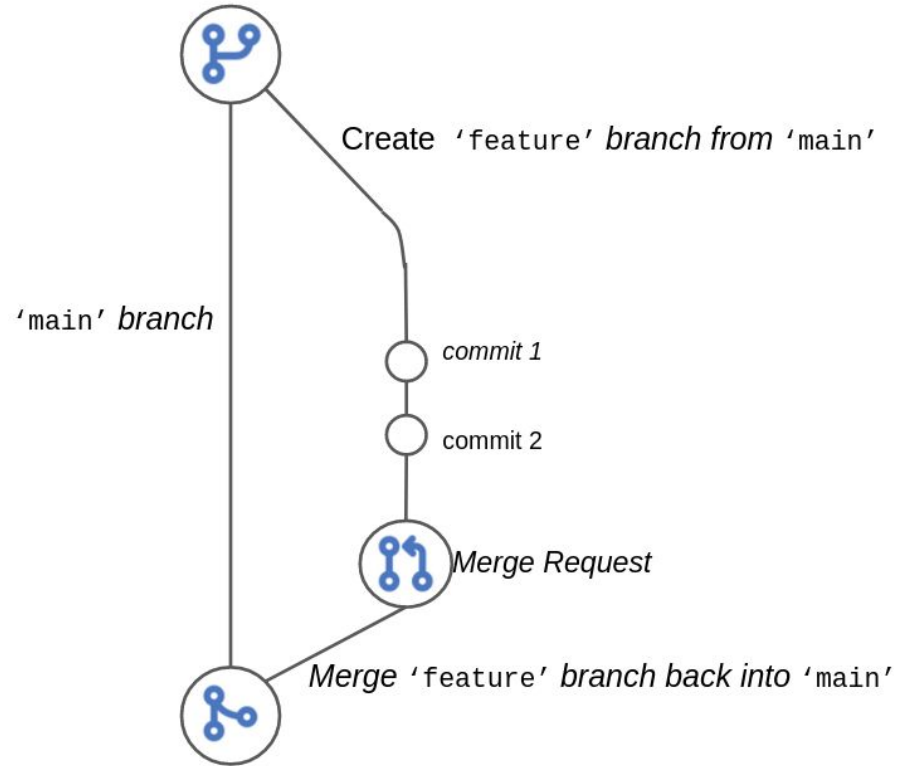 Create ‘feature’ branch from ‘main’
‘main’ branch
commit 1
commit 2
Merge Request
Merge ‘feature’ branch back into ‘main’